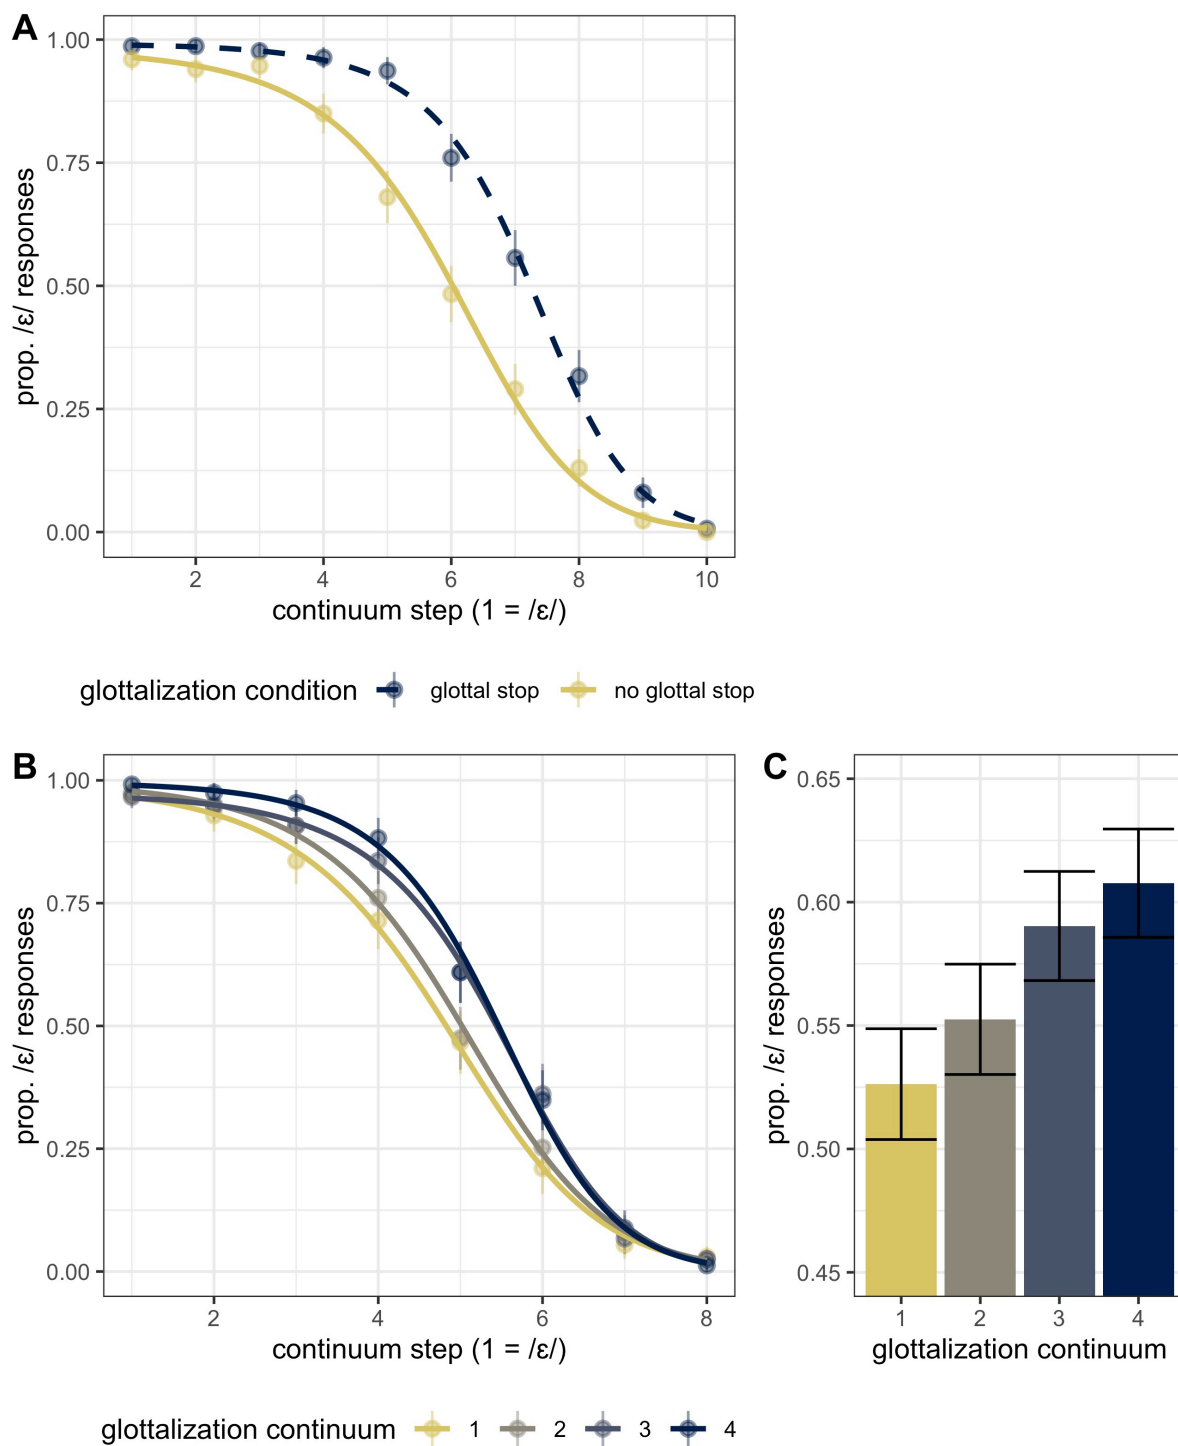 A
1.00
0.75
0.50
0.25
0.00
prop. /ε/ responses
2 4 6 8 10
continuum step (1 = /ε/)
glottalization condition glottal stop no glottal stop
B
1.00
0.75
0.50
0.25
0.00
prop. /ε/ responses
2 4 6 8
continuum step (1 = /ε/)
glottalization continuum 1 2 3 4
C
0.65
0.60
0.55
0.50
0.45
prop. /ε/ responses
1 2 3 4
glottalization continuum